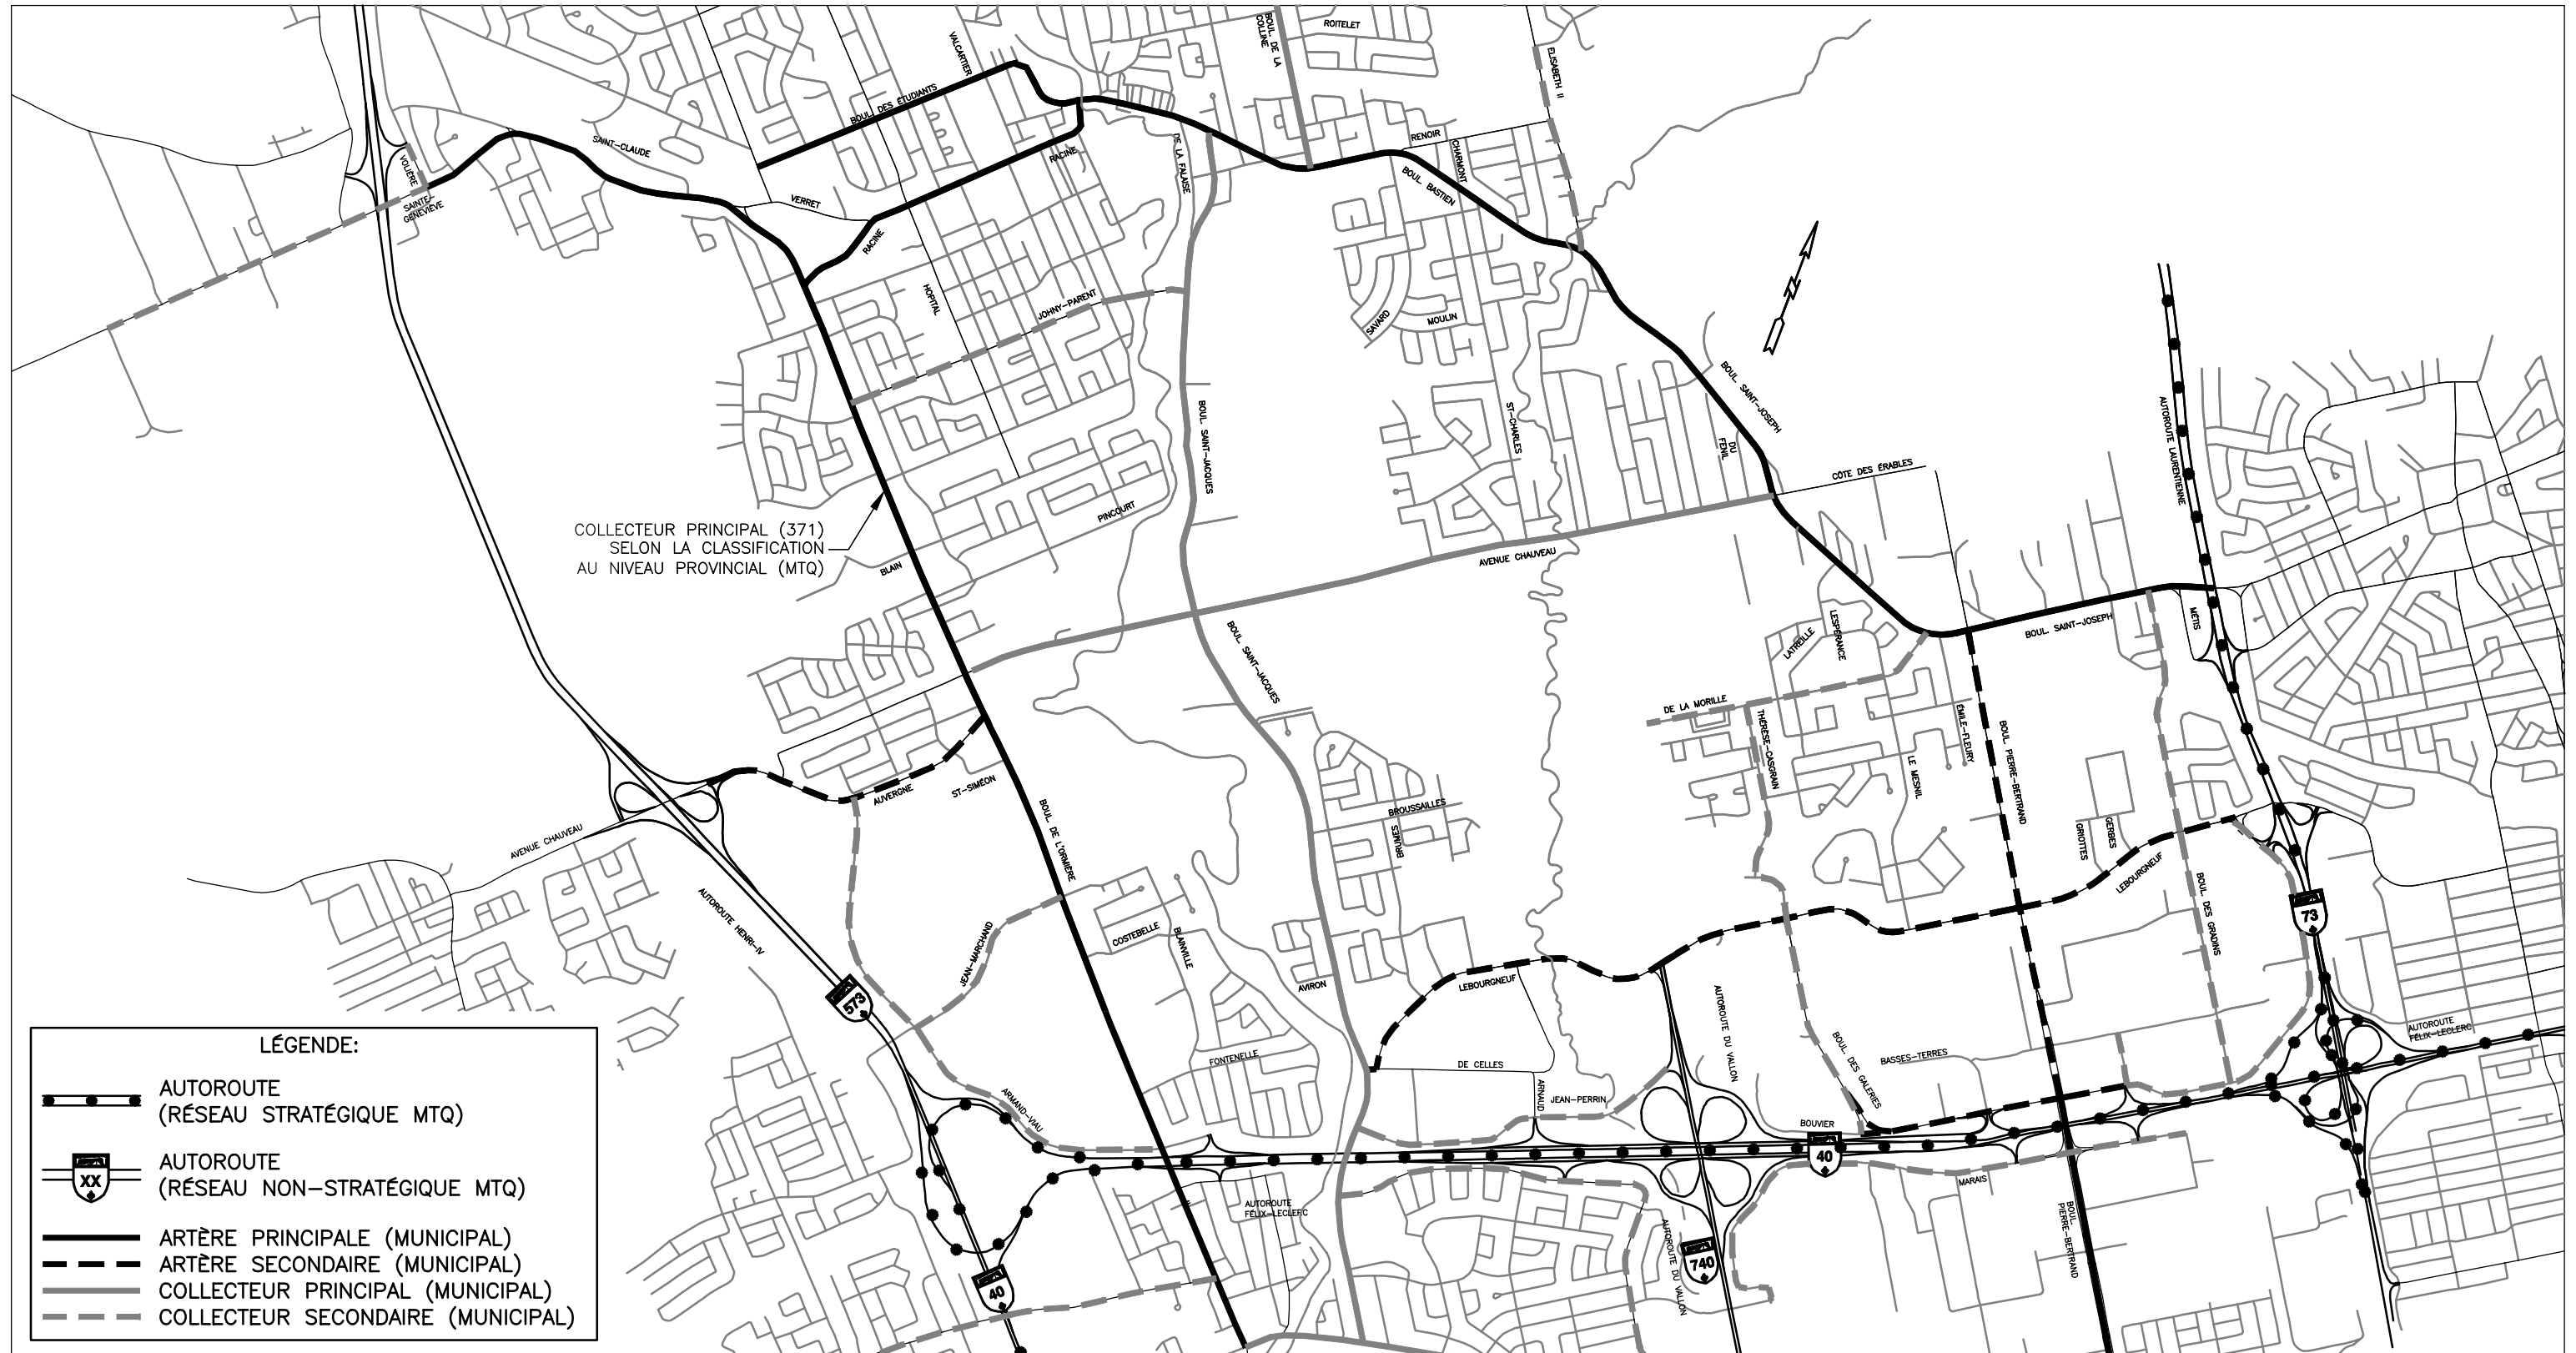 ROITELET
BOUL. DE LA
COLLINE
VALCARTIER
ELISABETH II
BOUL. DES ÉTUDIANTS
SAINT-CLAUDE
VOLIÈRE
SAINTE-
GENEVIÈVE
VERRET
RACINE
RACINE
DE LA FALAISE
RENOIR
CHARMONT
BOUL. BASTIEN
HOPITAL
JOHNY-PARENT
SAVARD
MOULIN
BOUL. SAINT-JACQUES
ST-CHARLES
BOUL. SAINT-JOSEPH
DU
FENIL
CÔTE DES ÉRABLES
AUTOROUTE LAURENTIENNE
COLLECTEUR PRINCIPAL (371)
SELON LA CLASSIFICATION
AU NIVEAU PROVINCIAL (MTQ)
PINCOURT
BLAIN
AVENUE CHAUVEAU
BOUL. SAINT-JACQUES
LATREILLE
LESPÉRANCE
BOUL. SAINT-JOSEPH
MÉTIS
DE LA MORILLE
THÉRÈSE-CASGRAIN
ÉMILE-FLEURY
LE MESNIL
BOUL. PIERRE-BERTRAND
AUVERGNE
ST-SIMÉON
BOUL. DE L'ORMIÈRE
AVENUE CHAUVEAU
BROUSSAILLES
BRUMES
GRIOTTES
GERBES
LEBOURGNEUF
BOUL. DES GRADINS
73
AUTOROUTE HENRI-IV
JEAN-MARCHAND
COSTEBELLE
BLAINVILLE
AVIRON
LEBOURGNEUF
573
AUTOROUTE DU VALLON
BOUL. DES GALERIES
BASSES-TERRES
AUTOROUTE
FÉLIX-LECLERC
FONTENELLE
DE CELLES
ARNAUD
JEAN-PERRIN
ARMAND-VIAU
BOUVIER
40
MARAIS
AUTOROUTE
FÉLIX-LECLERC
AUTOROUTE DU VALLON
740
BOUL.
PIERRE-BERTRAND
40
LÉGENDE:
AUTOROUTE
(RÉSEAU STRATÉGIQUE MTQ)
XX
AUTOROUTE
(RÉSEAU NON-STRATÉGIQUE MTQ)
ARTÈRE PRINCIPALE (MUNICIPAL)
ARTÈRE SECONDAIRE (MUNICIPAL)
COLLECTEUR PRINCIPAL (MUNICIPAL)
COLLECTEUR SECONDAIRE (MUNICIPAL)